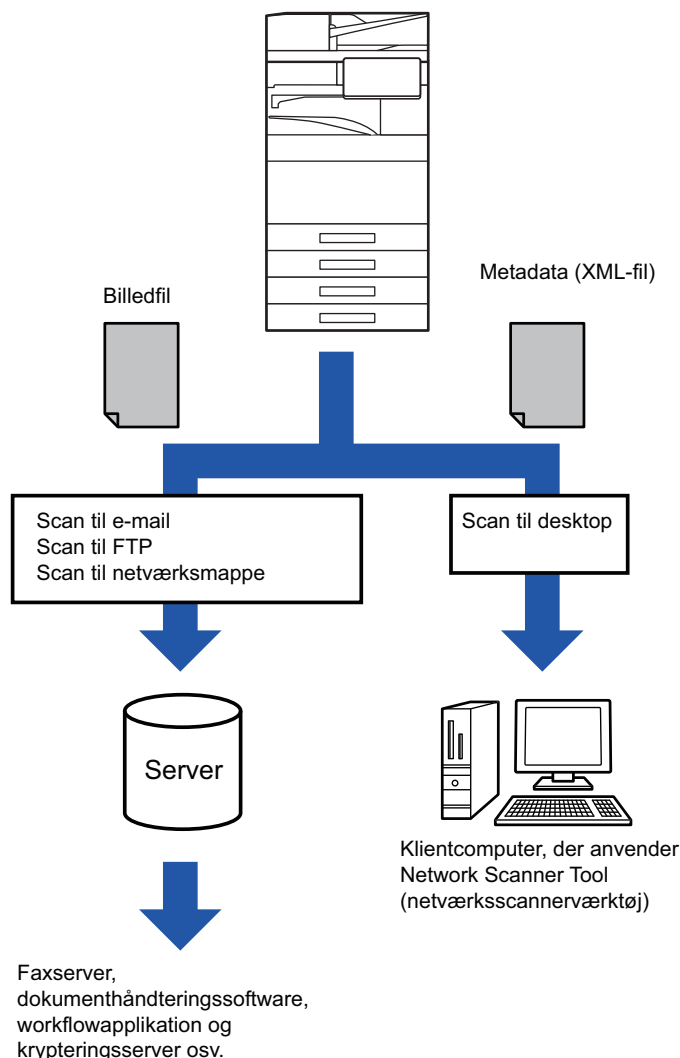 Billedfil
Metadata (XML-fil)
Scan til e-mail
Scan til FTP
Scan til netværksmappe
Scan til desktop
Server
Klientcomputer, der anvender
Network Scanner Tool
(netværksscannerværktøj)
Faxserver,
dokumenthåndteringssoftware,
workflowapplikation og
krypteringsserver osv.